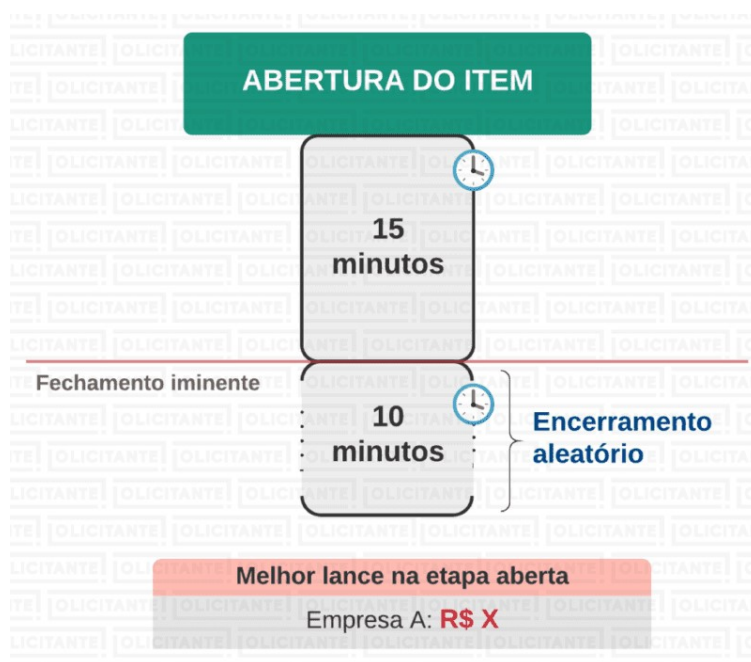 ABERTURA DO ITEM
15
minutos
Fechamento iminente
10
minutos
Encerramento
aleatório
Melhor lance na etapa aberta
Empresa A: R$ X